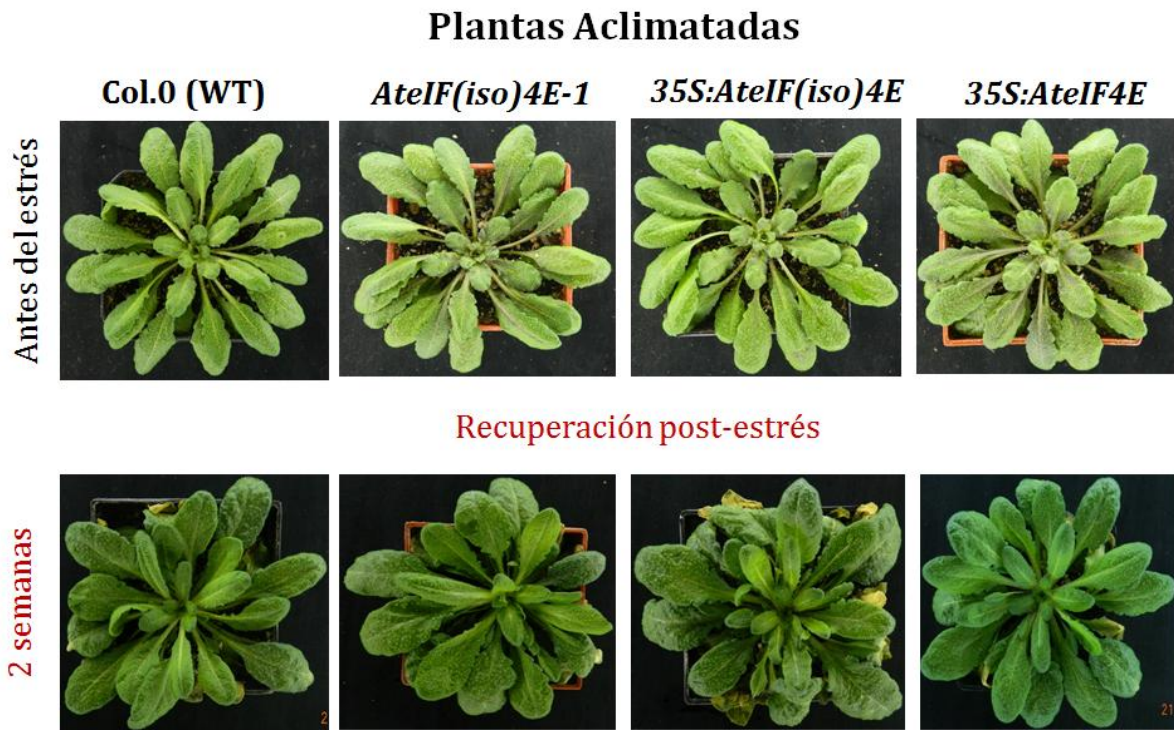 Plantas Aclimatadas
Col.0 (WT)
AteIF(iso)4E-1
35S:AteIF(iso)4E
35S:AteIF4E
Antes del estrés
Recuperación post-estrés
2 semanas
2
21